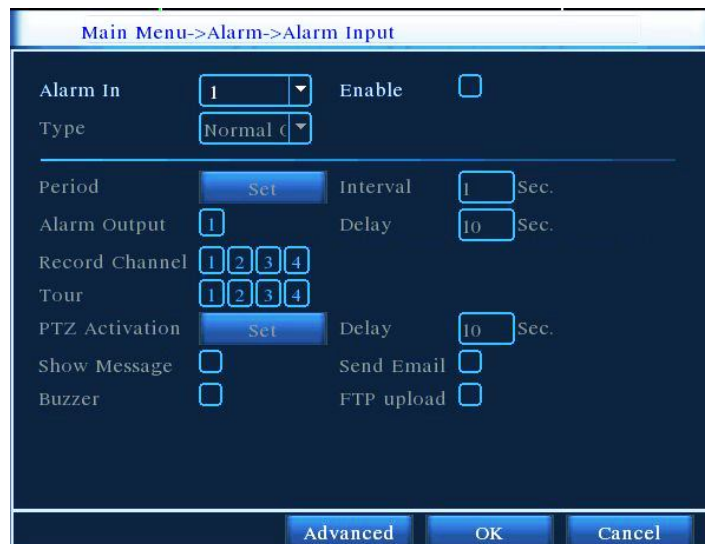 Main Menu->Alarm->Alarm Input
Alarm In 1 Enable
Type Normal
Period Set Interval 1 Sec.
Alarm Output 1 Delay 10 Sec.
Record Channel 1 2 3 4
Tour 1 2 3 4
PTZ Activation Set Delay 10 Sec.
Show Message Send Email
Buzzer FTP upload
Advanced OK Cancel